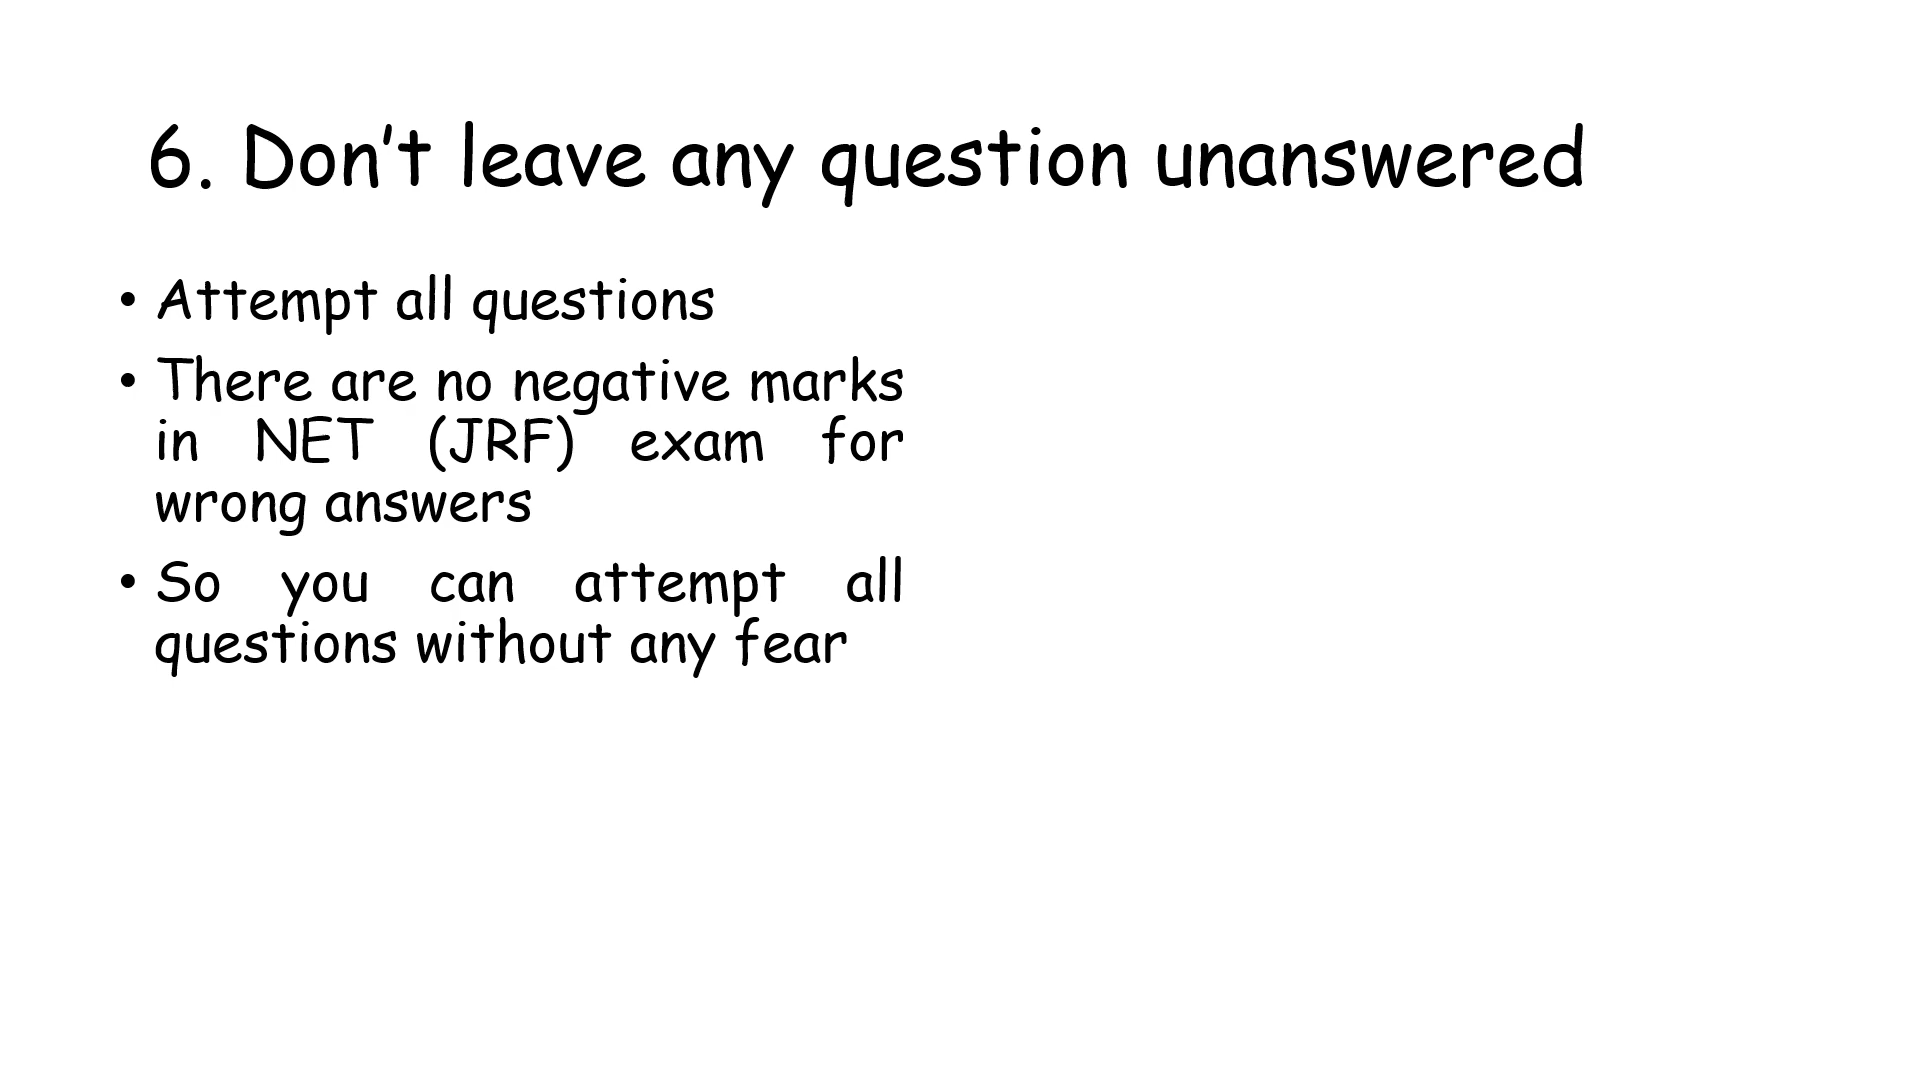 6. Don’t leave any question unanswered
• Attempt all questions
• There are no negative marks
in NET (JRF) exam for
wrong answers
• So you can attempt all
questions without any fear